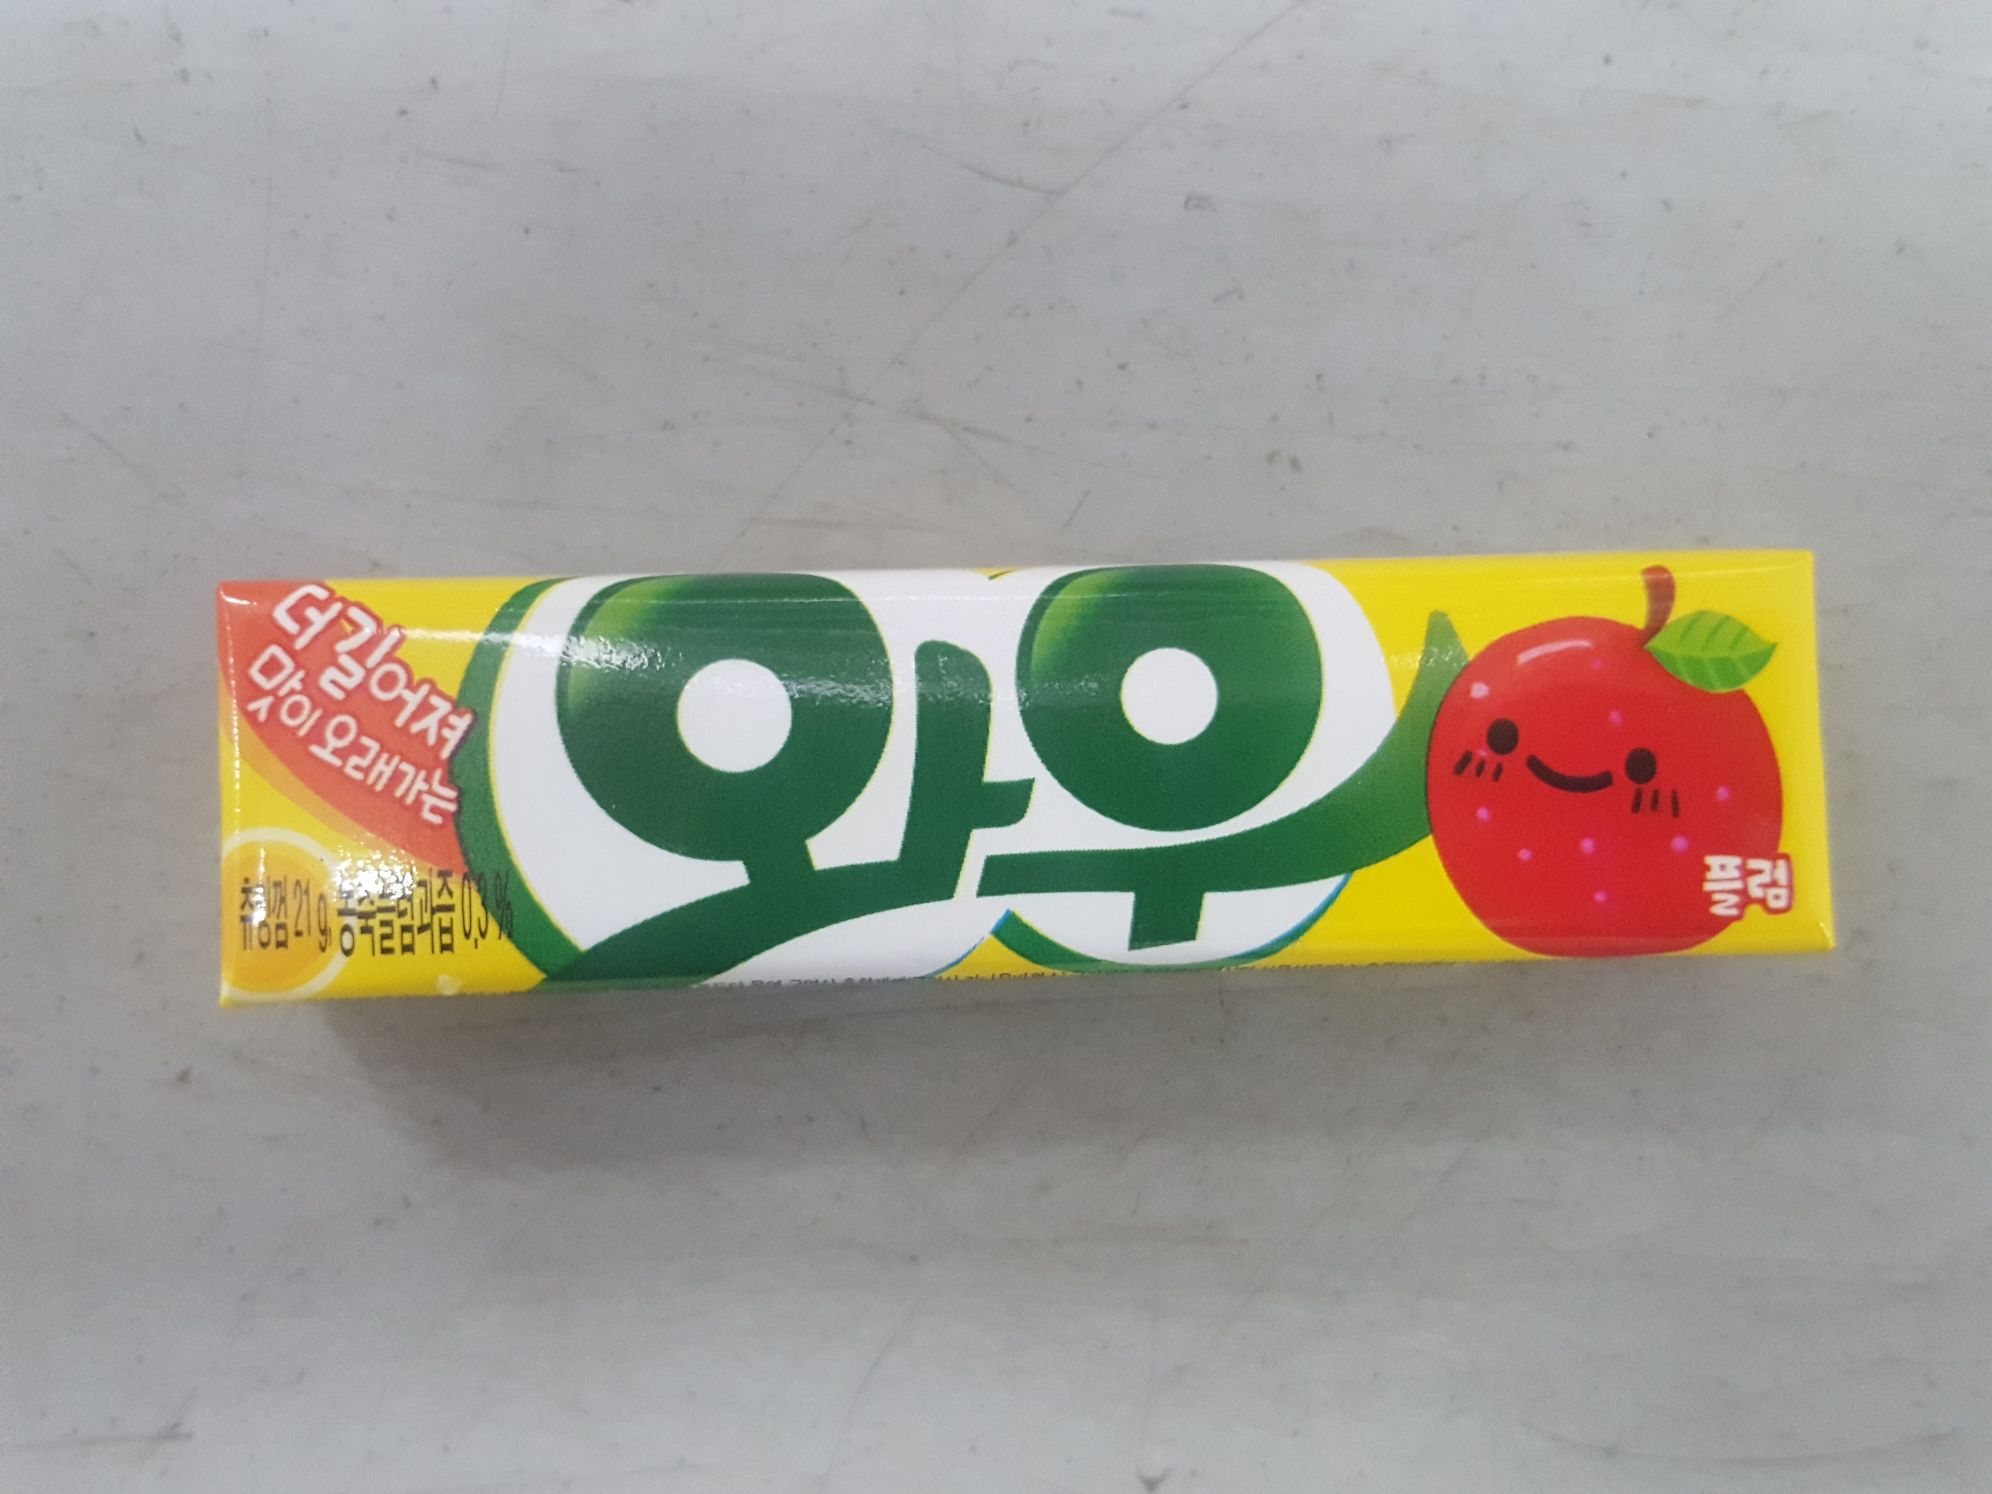 더 길어져
맛이 오래가는
와우
플럼
츄잉껌 21 g, 농축플럼과즙 0.3 %